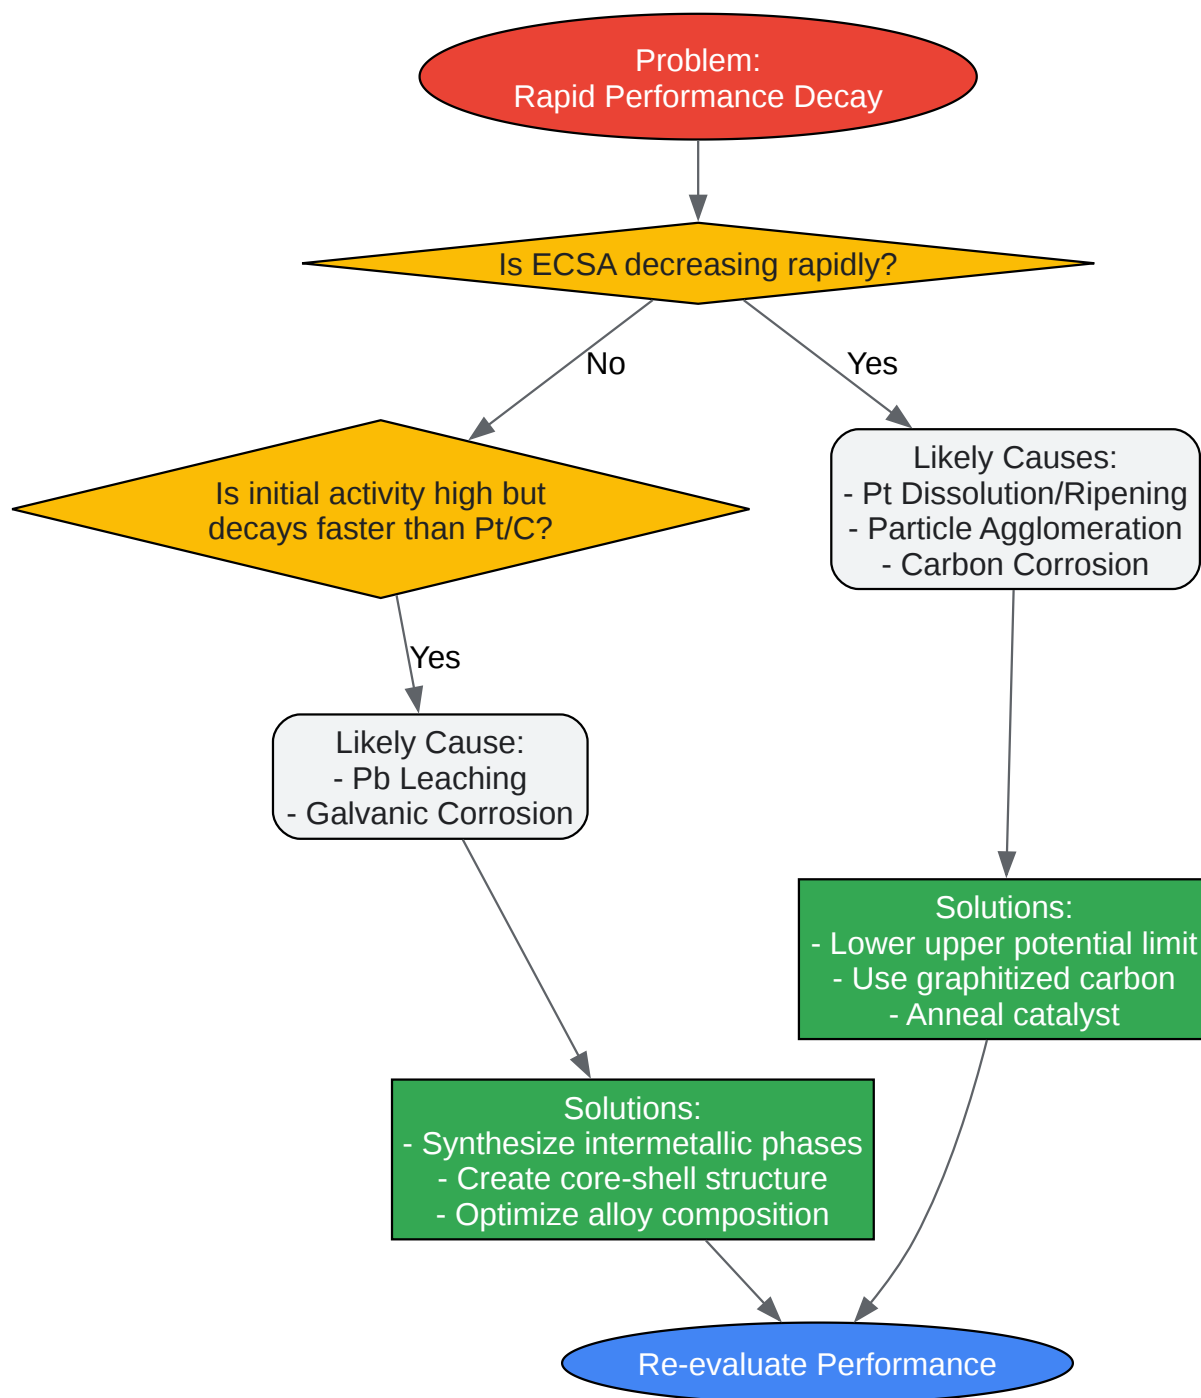 Problem:
Rapid Performance Decay
Is ECSA decreasing rapidly?
No
Yes
Is initial activity high but
decays faster than Pt/C?
Likely Causes:
- Pt Dissolution/Ripening
- Particle Agglomeration
- Carbon Corrosion
Yes
Likely Cause:
- Pb Leaching
- Galvanic Corrosion
Solutions:
- Lower upper potential limit
- Use graphitized carbon
- Anneal catalyst
Solutions:
- Synthesize intermetallic phases
- Create core-shell structure
- Optimize alloy composition
Re-evaluate Performance